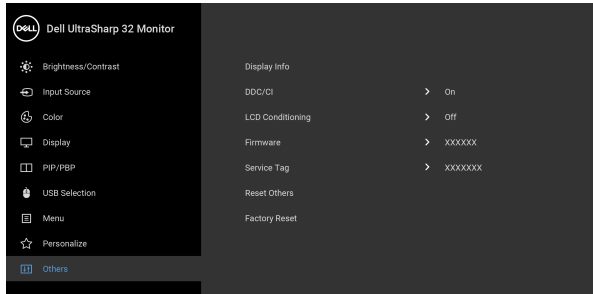 DELL Dell UltraSharp 32 Monitor
Brightness/Contrast
Input Source
Color
Display
PIP/PBP
USB Selection
Menu
Personalize
Others
Display Info
DDC/CI > On
LCD Conditioning > Off
Firmware > XXXXXX
Service Tag > XXXXXXX
Reset Others
Factory Reset